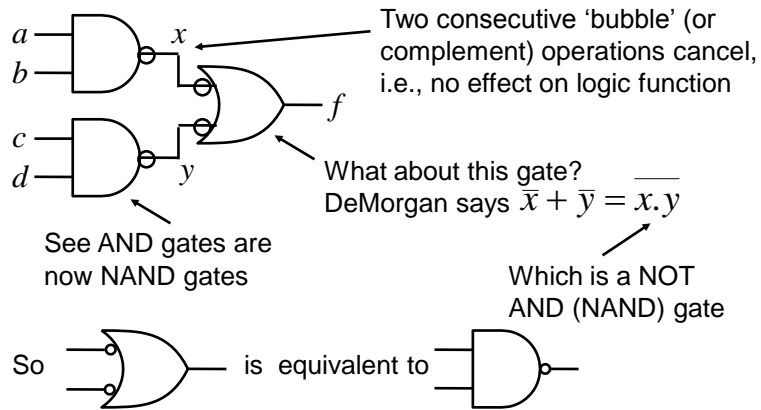 a
b
x
Two consecutive ‘bubble’ (or
complement) operations cancel,
i.e., no effect on logic function
f
c
d
y
What about this gate?
DeMorgan says x̅ + y̅ = x̅.̅y̅
See AND gates are
now NAND gates
Which is a NOT
AND (NAND) gate
So is equivalent to